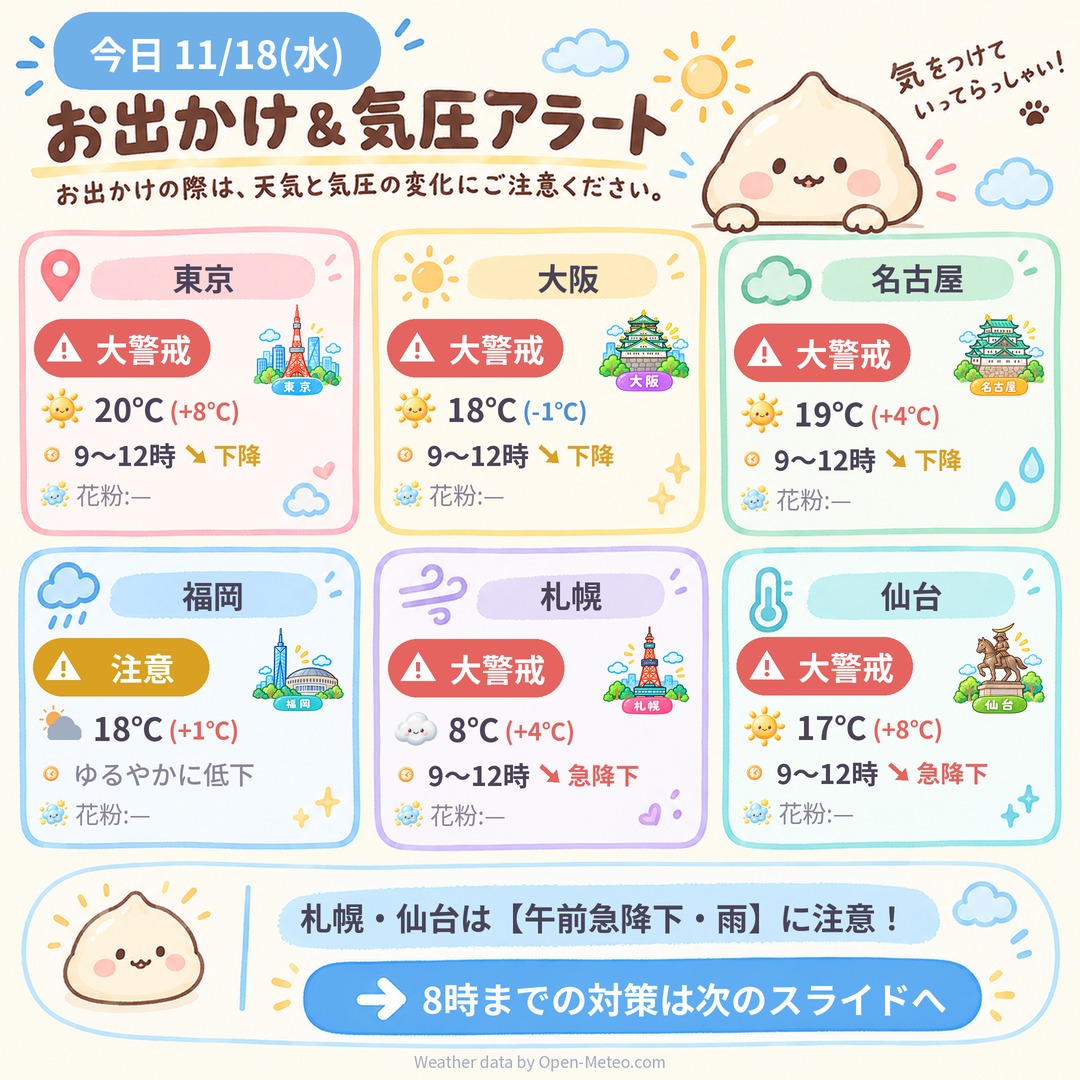 今日 11/18(水)
お出かけ&気圧アラート
お出かけの際は、天気と気圧の変化にご注意ください。
気をつけて
いってらっしゃい!
東京
大警戒
東京
20℃ (+8℃)
9〜12時 ↘ 下降
花粉:—
大阪
大警戒
大阪
18℃ (-1℃)
9〜12時 ↘ 下降
花粉:—
名古屋
大警戒
名古屋
19℃ (+4℃)
9〜12時 ↘ 下降
花粉:—
福岡
注意
福岡
18℃ (+1℃)
ゆるやかに低下
花粉:—
札幌
大警戒
札幌
8℃ (+4℃)
9〜12時 ↘ 急降下
花粉:—
仙台
大警戒
仙台
17℃ (+8℃)
9〜12時 ↘ 急降下
花粉:—
札幌・仙台は【午前急降下・雨】に注意!
→ 8時までの対策は次のスライドへ
Weather data by Open-Meteo.com